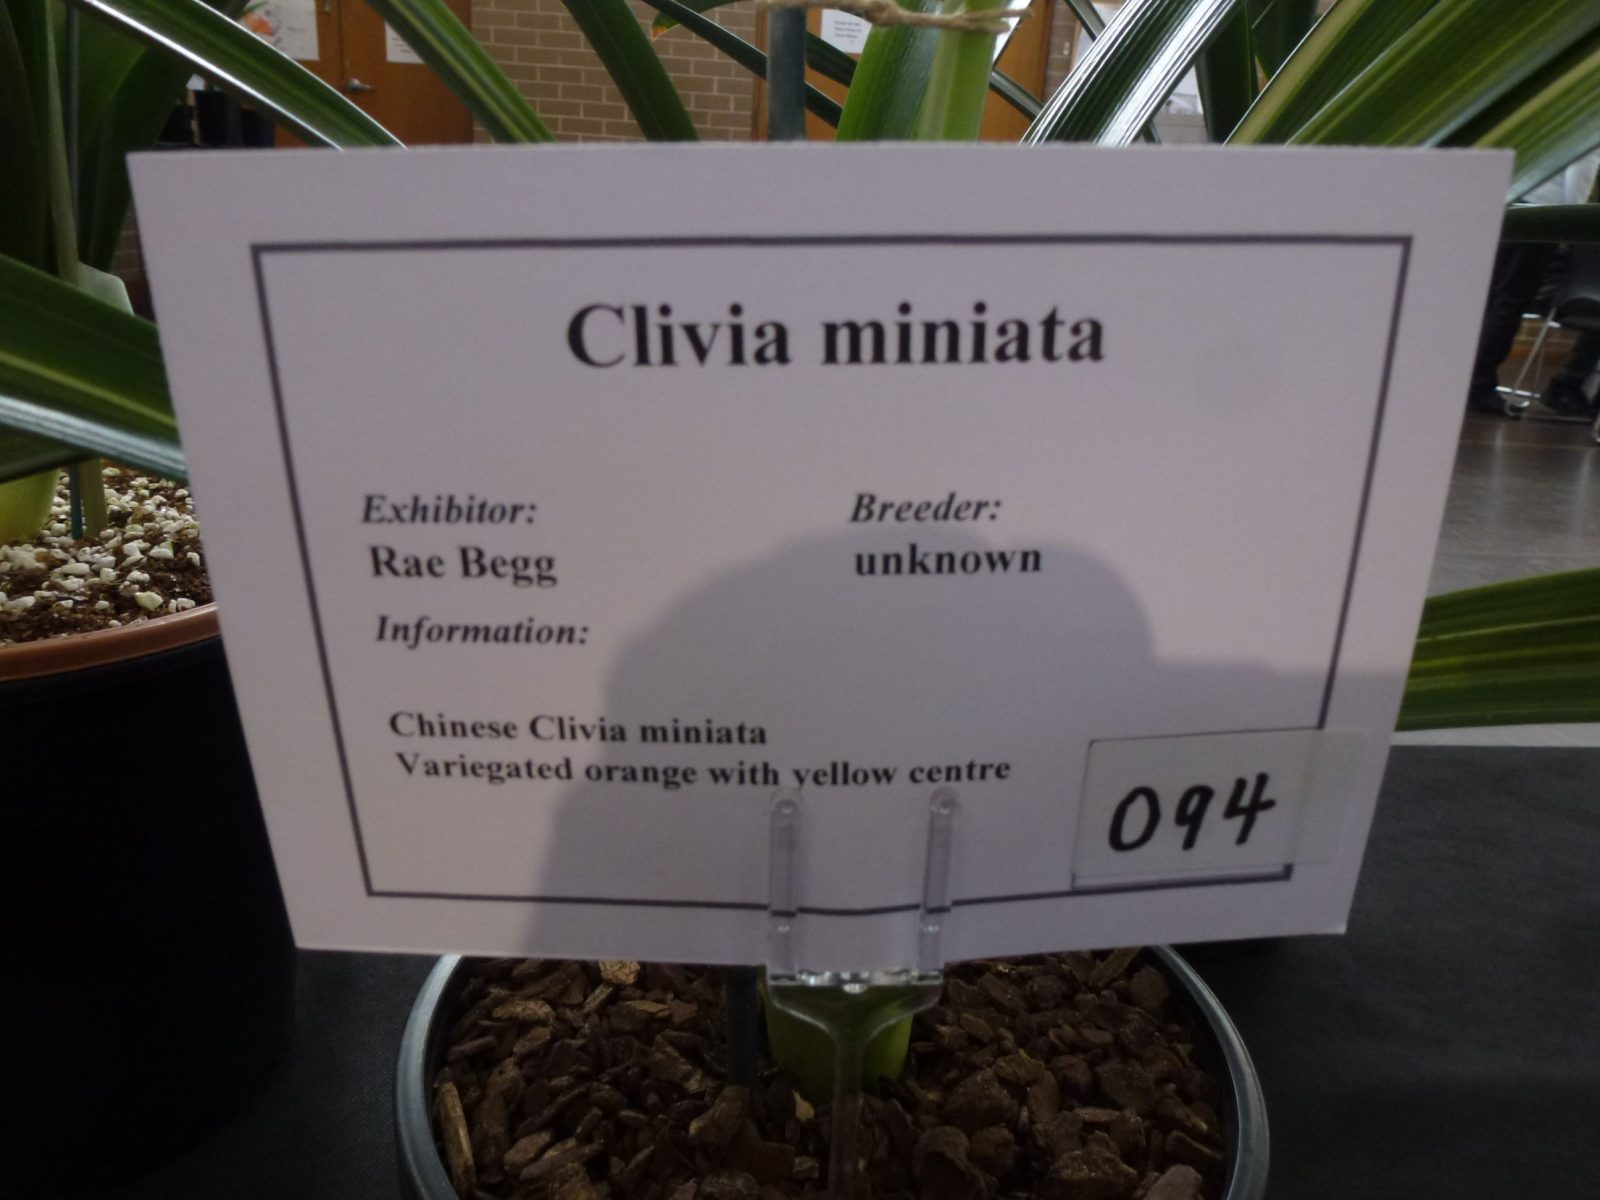 Clivia miniata
Exhibitor:
Breeder:
Rae Begg
unknown
Information:
Chinese Clivia miniata
Variegated orange with yellow centre
094